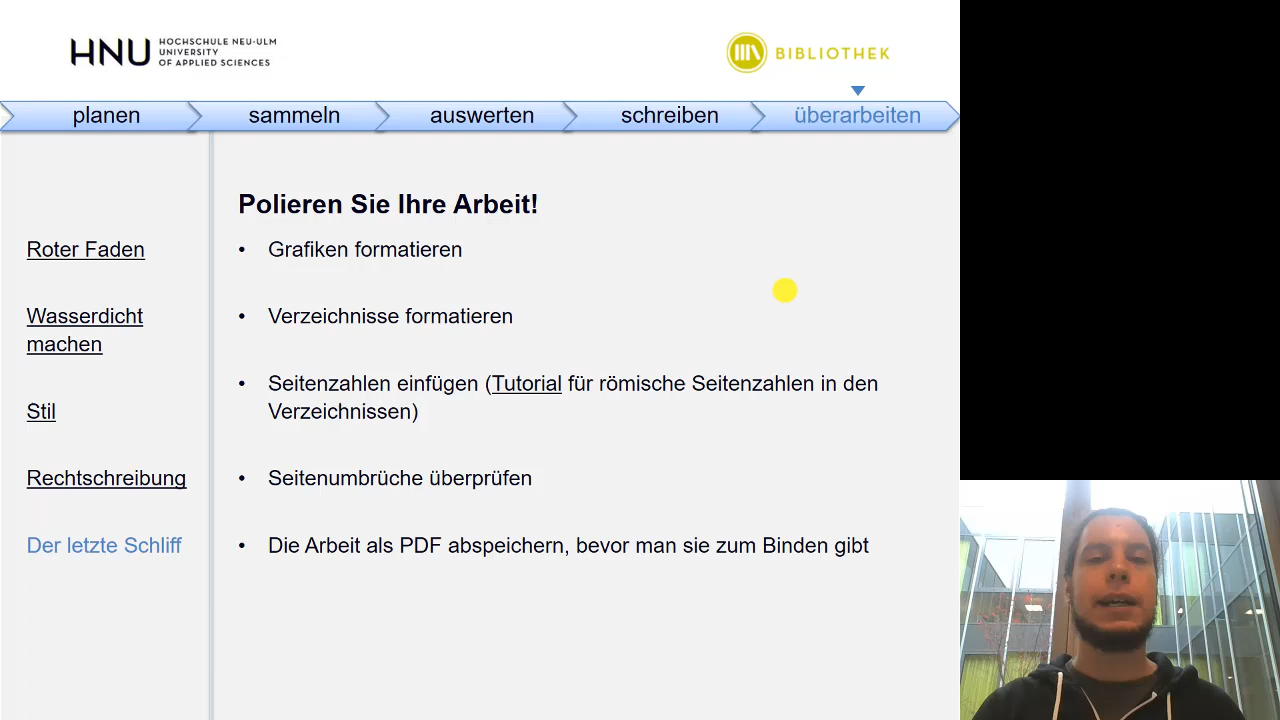 HNU HOCHSCHULE NEU-ULM
UNIVERSITY
OF APPLIED SCIENCES
BIBLIOTHEK
planen
sammeln
auswerten
schreiben
überarbeiten
Polieren Sie Ihre Arbeit!
Roter Faden
Wasserdicht
machen
Stil
Rechtschreibung
Der letzte Schliff
• Grafiken formatieren
• Verzeichnisse formatieren
• Seitenzahlen einfügen (Tutorial für römische Seitenzahlen in den
Verzeichnissen)
• Seitenumbrüche überprüfen
• Die Arbeit als PDF abspeichern, bevor man sie zum Binden gibt